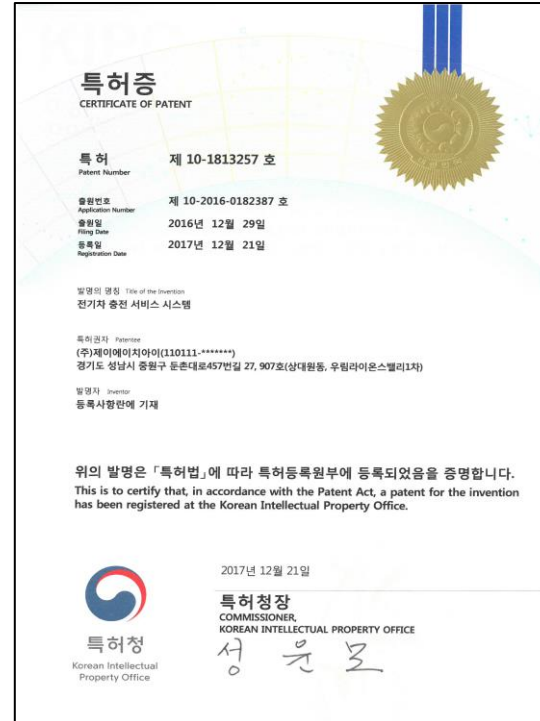 특허증
CERTIFICATE OF PATENT
특 허 제 10-1813257 호
Patent Number
출원번호 제 10-2016-0182387 호
Application Number
출원일 2016년 12월 29일
Filing Date
등록일 2017년 12월 21일
Registration Date
발명의 명칭 Title of the Invention
전기차 충전 서비스 시스템
특허권자 Patentee
(주)제이에이치아이(110111-*******)
경기도 성남시 중원구 둔촌대로457번길 27, 907호(상대원동, 우림라이온스밸리1차)
발명자 Inventor
등록사항란에 기재
위의 발명은 「특허법」에 따라 특허등록원부에 등록되었음을 증명합니다.
This is to certify that, in accordance with the Patent Act, a patent for the invention
has been registered at the Korean Intellectual Property Office.
2017년 12월 21일
특허청장
COMMISSIONER,
KOREAN INTELLECTUAL PROPERTY OFFICE
성 윤 모
특허청
Korean Intellectual
Property Office